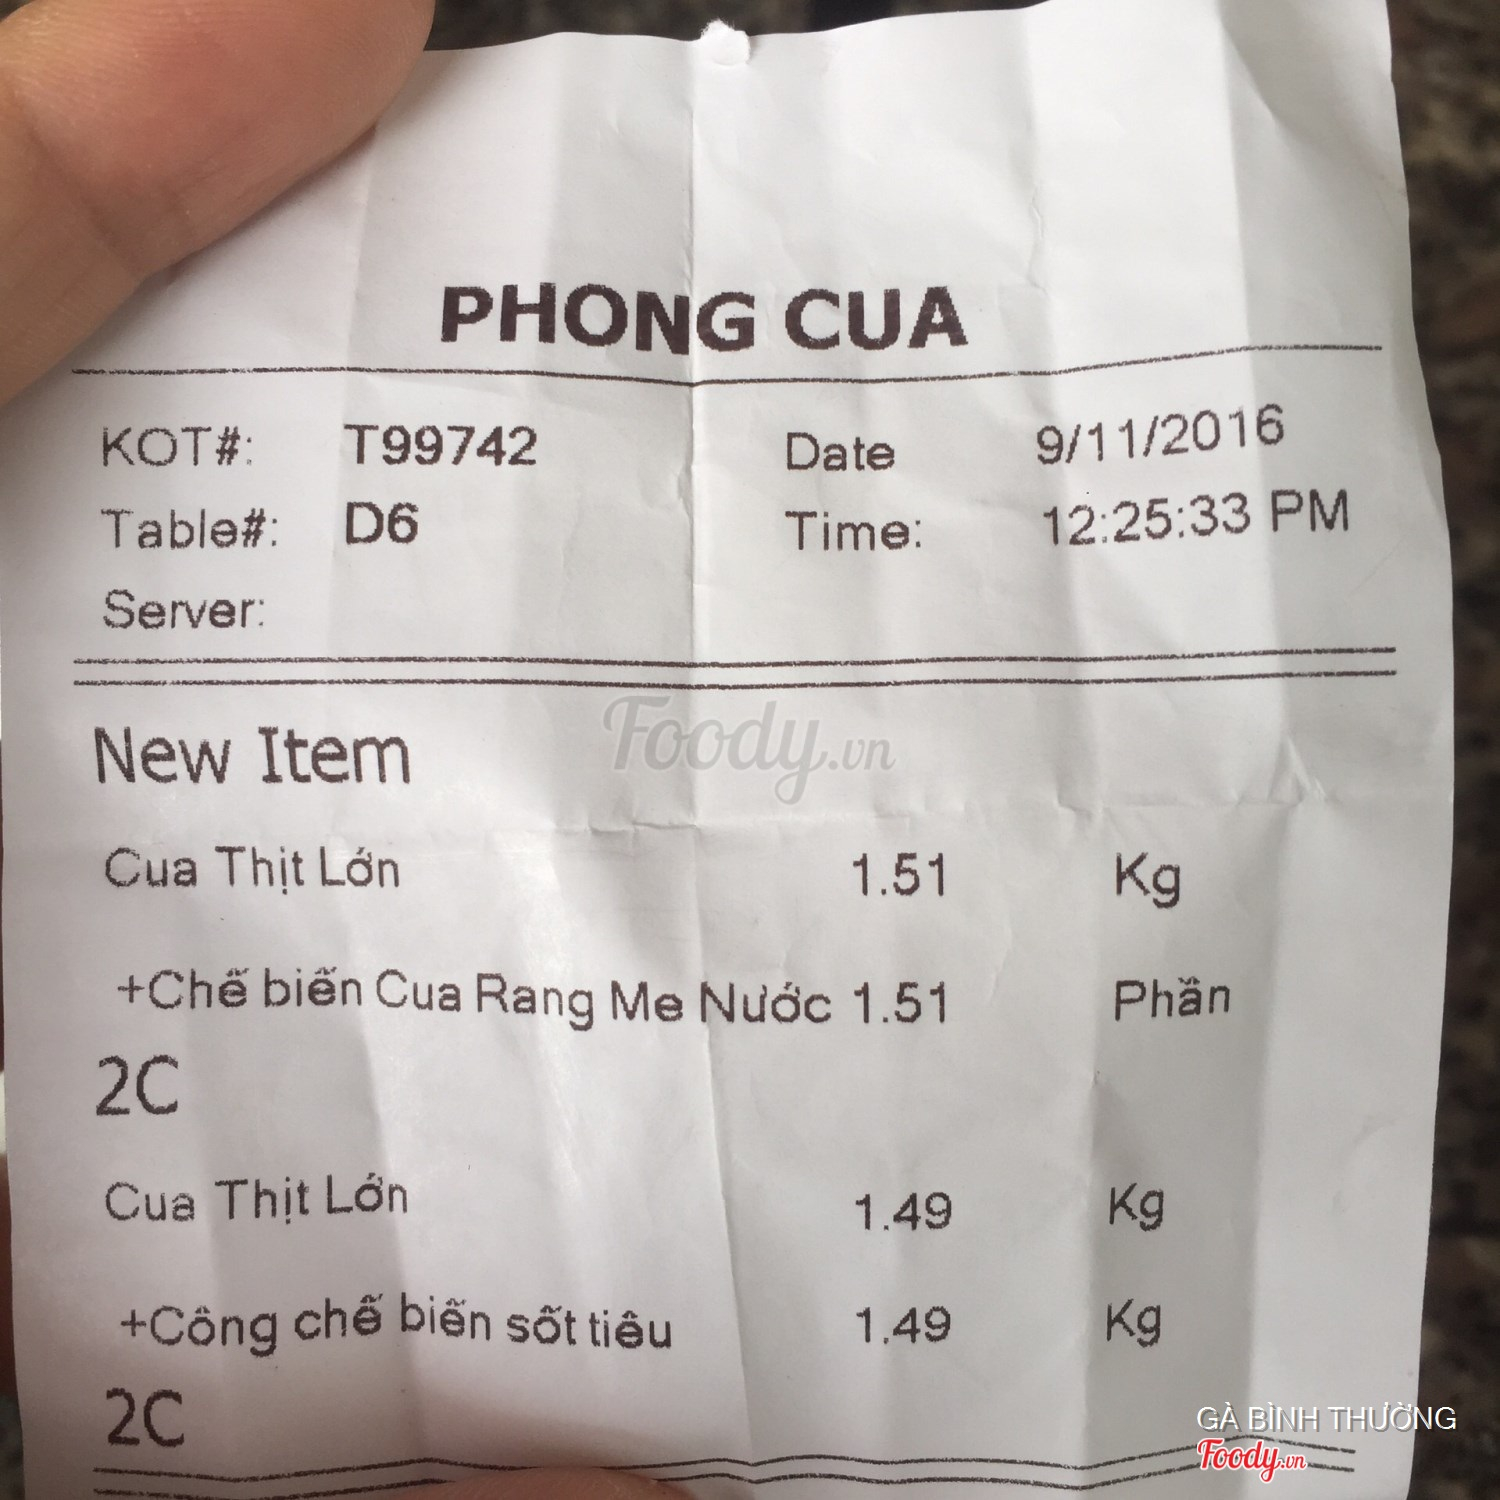 PHONG CUA
KOT#: T99742 Date 9/11/2016
Table#: D6 Time: 12:25:33 PM
Server:
New Item
Foody.vn
Cua Thịt Lớn 1.51 Kg
+Chế biến Cua Rang Me Nước 1.51 Phần
2C
Cua Thịt Lớn 1.49 Kg
+Công chế biến sốt tiêu 1.49 Kg
2C
GÀ BÌNH THƯỜNG
Foody.vn